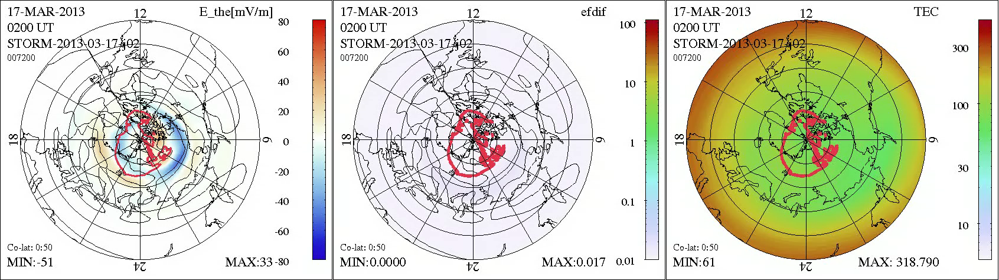 17-MAR-2013 12 E_the[mV/m] 80
0200 UT
STORM-2013-03-17-j02
007200
60
40
20
18 6 0
-20
-40
-60
Co-lat: 0:50
MIN:-51 24 MAX:33 -80
17-MAR-2013 12 efdif
0200 UT 100
STORM-2013-03-17-j02
007200
10
18 6 1
0.1
Co-lat: 0:50
MIN:0.0000 24 MAX:0.017 0.01
17-MAR-2013 12 TEC
0200 UT
STORM-2013-03-17-j02 300
007200
100
18 6
30
10
Co-lat: 0:50
MIN:61 24 MAX: 318.790